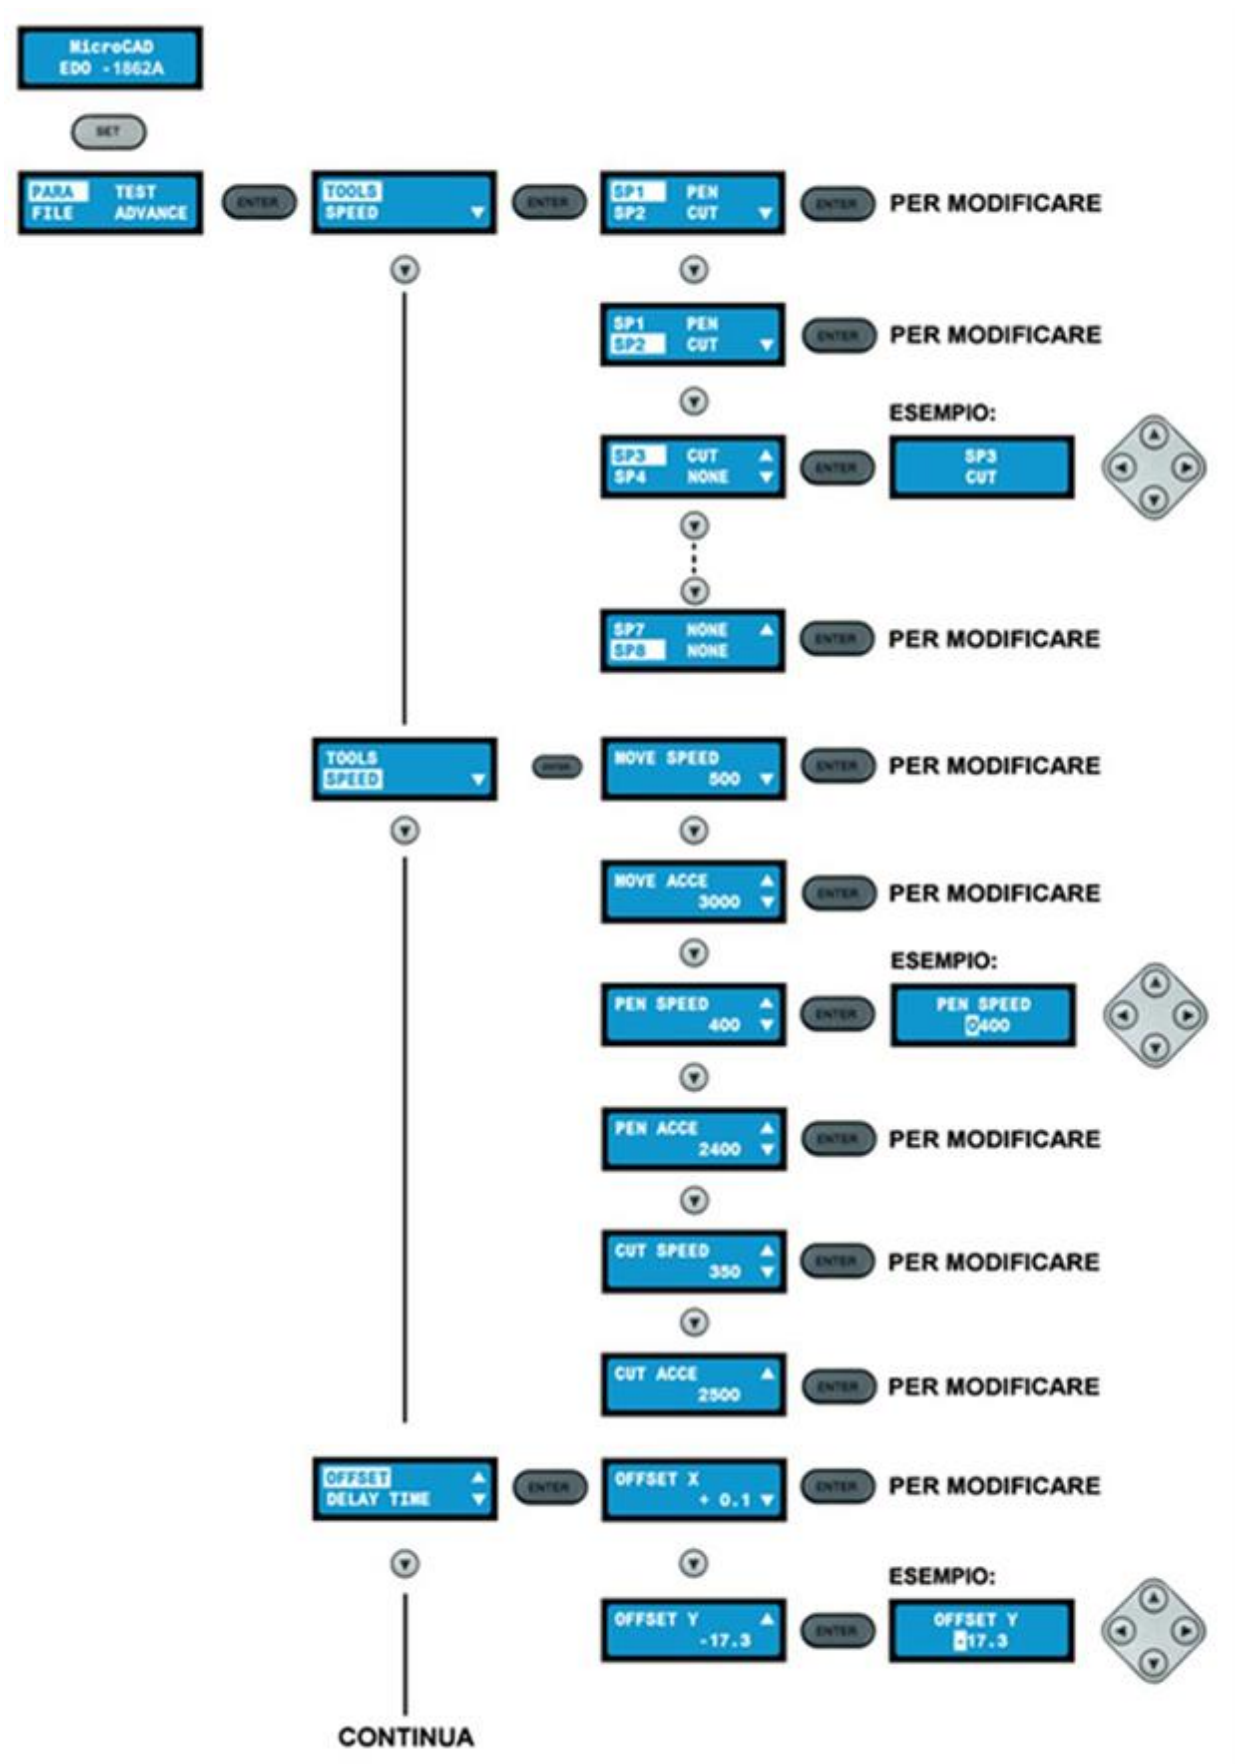 MicroCAD
EDO -1862A
SET
PARA TEST
FILE ADVANCE
ENTER
TOOLS
SPEED
ENTER
SP1 PEN
SP2 CUT
ENTER
PER MODIFICARE
SP1 PEN
SP2 CUT
ENTER
PER MODIFICARE
ESEMPIO:
SP3 CUT
SP4 NONE
ENTER
SP3
CUT
SP7 NONE
SP8 NONE
ENTER
PER MODIFICARE
TOOLS
SPEED
ENTER
MOVE SPEED
500
ENTER
PER MODIFICARE
MOVE ACCE
3000
ENTER
PER MODIFICARE
ESEMPIO:
PEN SPEED
400
ENTER
PEN SPEED
0400
PEN ACCE
2400
ENTER
PER MODIFICARE
CUT SPEED
350
ENTER
PER MODIFICARE
CUT ACCE
2500
ENTER
PER MODIFICARE
OFFSET
DELAY TIME
ENTER
OFFSET X
+ 0.1
ENTER
PER MODIFICARE
ESEMPIO:
OFFSET Y
-17.3
ENTER
OFFSET Y
-17.3
CONTINUA